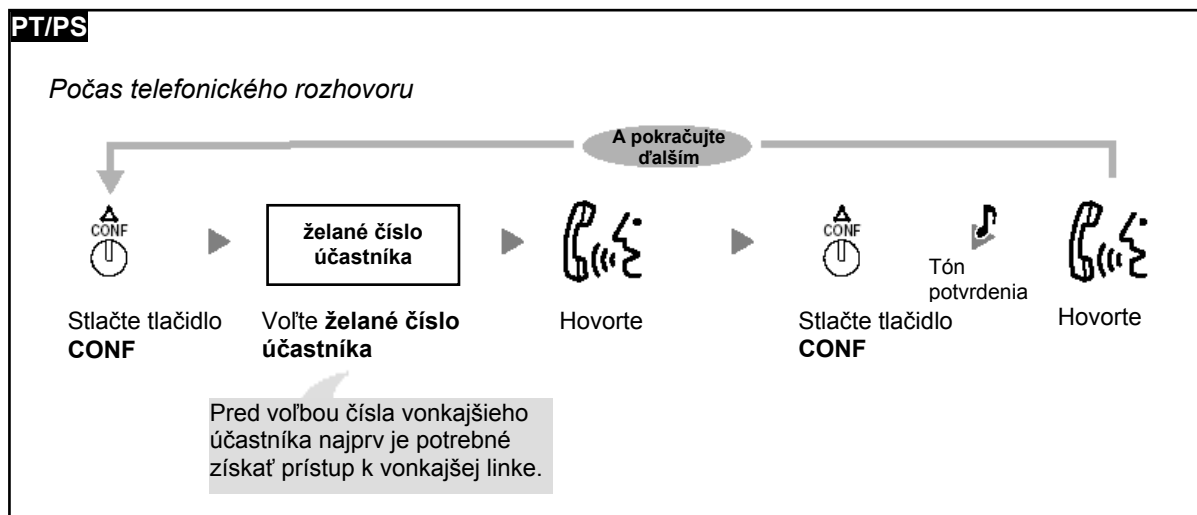 PT/PS
Počas telefonického rozhovoru
A pokračujte
ďalším
CONF
želané číslo
účastníka
CONF
Tón
potvrdenia
Stlačte tlačidlo
CONF
Voľte želané číslo
účastníka
Hovorte
Stlačte tlačidlo
CONF
Hovorte
Pred voľbou čísla vonkajšieho
účastníka najprv je potrebné
získať prístup k vonkajšej linke.